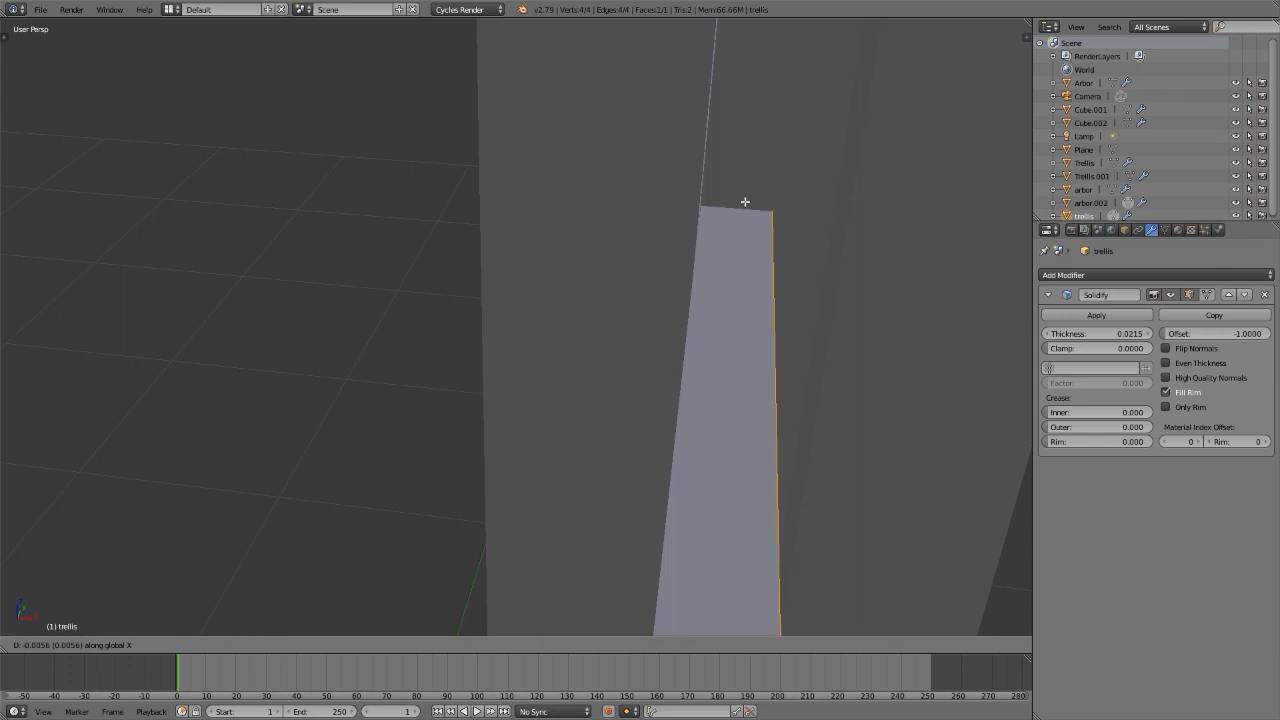 File Render Window Help Default Scene Cycles Render v2.79 | Verts:4/4 | Edges:4/4 | Faces:1/1 | Tris:2 | Mem:66.66M | trellis
View Search All Scenes
User Persp
Scene
RenderLayers
World
Arbor
Camera
Cube.001
Cube.002
Lamp
Plane
Trellis
Trellis.001
arbor
arbor.002
trellis
trellis
Add Modifier
Solidify
Apply Copy
Thickness: 0.0215 Offset: -1.0000
Clamp: 0.0000 Flip Normals
Even Thickness
High Quality Normals
Factor: 0.000
Fill Rim
Crease:
Only Rim
Inner: 0.000
Outer: 0.000 Material Index Offset:
Rim: 0.000 0 Rim: 0
(1) trellis
D: -0.0056 (0.0056) along global X
-50 -40 -30 -20 -10 0 10 20 30 40 50 60 70 80 90 100 110 120 130 140 150 160 170 180 190 200 210 220 230 240 250 260 270 280
View Marker Frame Playback Start: 1 End: 250 1 No Sync